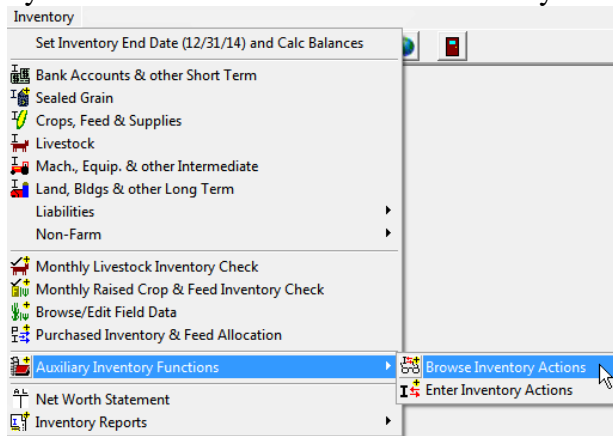 Inventory
Set Inventory End Date (12/31/14) and Calc Balances
Bank Accounts & other Short Term
Sealed Grain
Crops, Feed & Supplies
Livestock
Mach., Equip. & other Intermediate
Land, Bldgs & other Long Term
Liabilities
Non-Farm
Monthly Livestock Inventory Check
Monthly Raised Crop & Feed Inventory Check
Browse/Edit Field Data
Purchased Inventory & Feed Allocation
Auxiliary Inventory Functions
Browse Inventory Actions
Enter Inventory Actions
Net Worth Statement
Inventory Reports